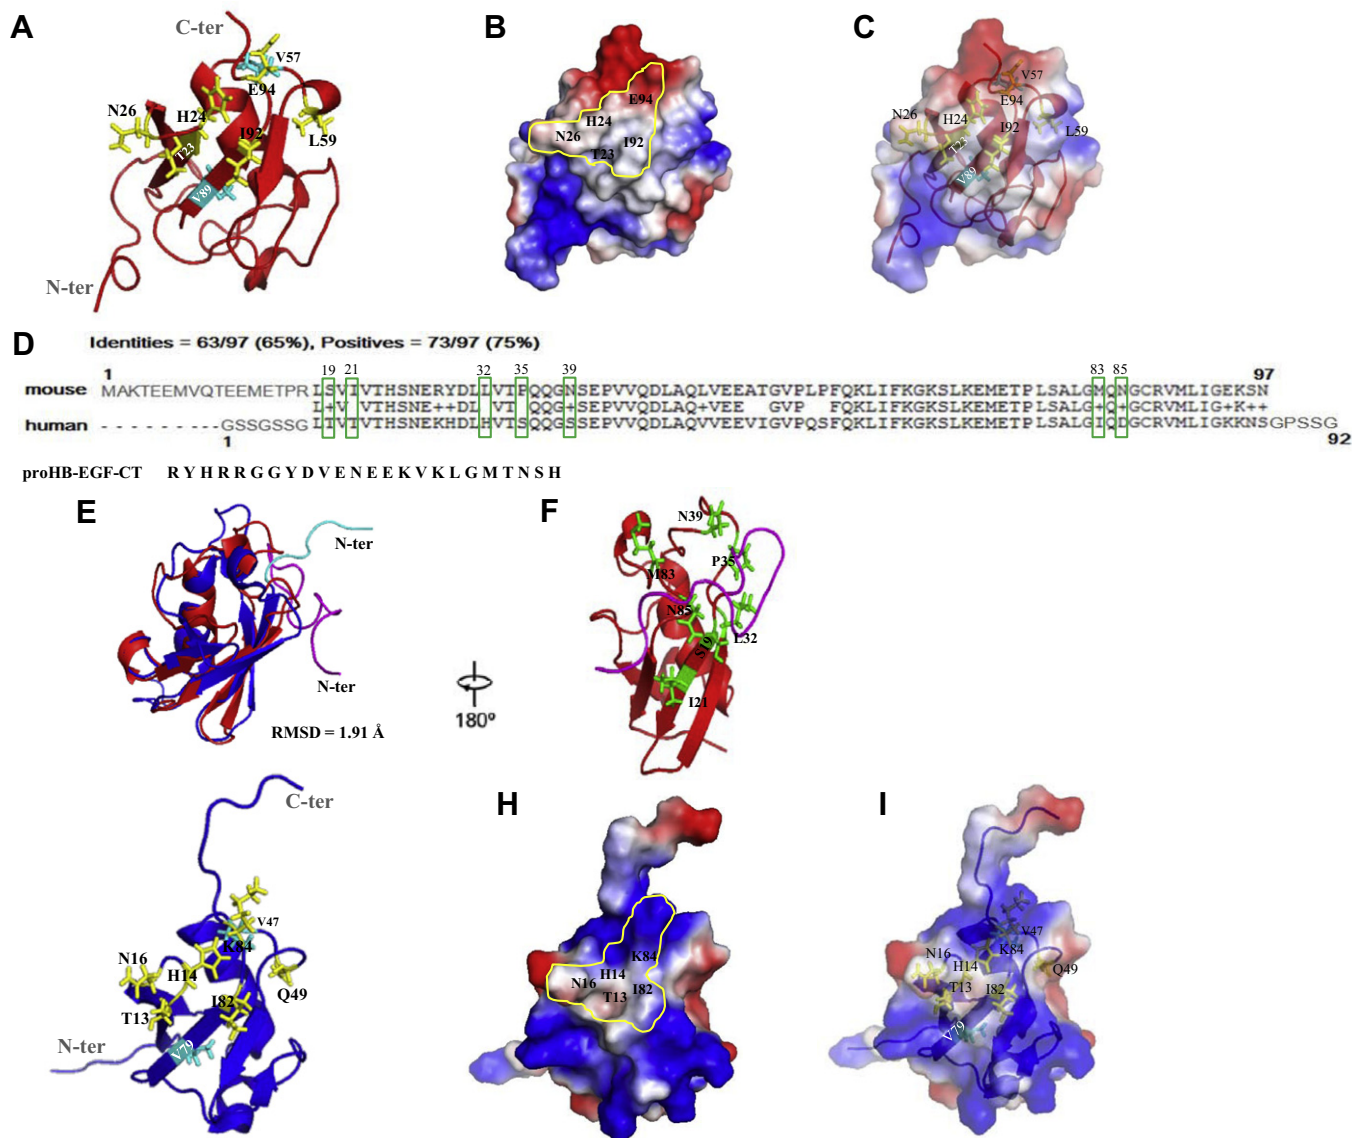 A
C-ter
V57
E94
N26
H24
I92
L59
T23
V89
N-ter
B
E94
H24
N26
I92
T23
C
V57
E94
N26
H24
I92
L59
T23
V89
D
Identities = 63/97 (65%), Positives = 73/97 (75%)
1 19 21 32 35 39 83 85 97
mouse MAKTEEMVQTEEMETPRLSVIVTHSNERYDLLVTPQQGNSEPVVQDLAQLVEEATGVPLPFQKLIFKGKSLKEMETPLSALGMQNGCRVMLIGEKSN
L+V VTHSNE++DL VT QQG+SEPVVQDLAQ+VEE GVP FQKLIFKGKSLKEMETPLSALG+Q+GCRVMLIG+K++
human - - - - - - - - - - GSSGSSGLTVIVTHSNEKHDLHVTSQQGSSEPVVQDLAQVVEEVIGVPQSFQKLIFKGKSLKEMETPLSALGIQDGCRVMLIGKKNSGPSSG
1 92
proHB-EGF-CT R Y H R R G G Y D V E N E E K V K L G M T N S H
E
N-ter
N-ter
RMSD = 1.91 Å
180º
F
N39
P35
M83
N85
L32
S19
I21
C-ter
V47
K84
N16
H14
Q49
I82
T13
V79
N-ter
H
K84
H14
N16
I82
T13
I
V47
K84
N16
H14
Q49
T13
I82
V79